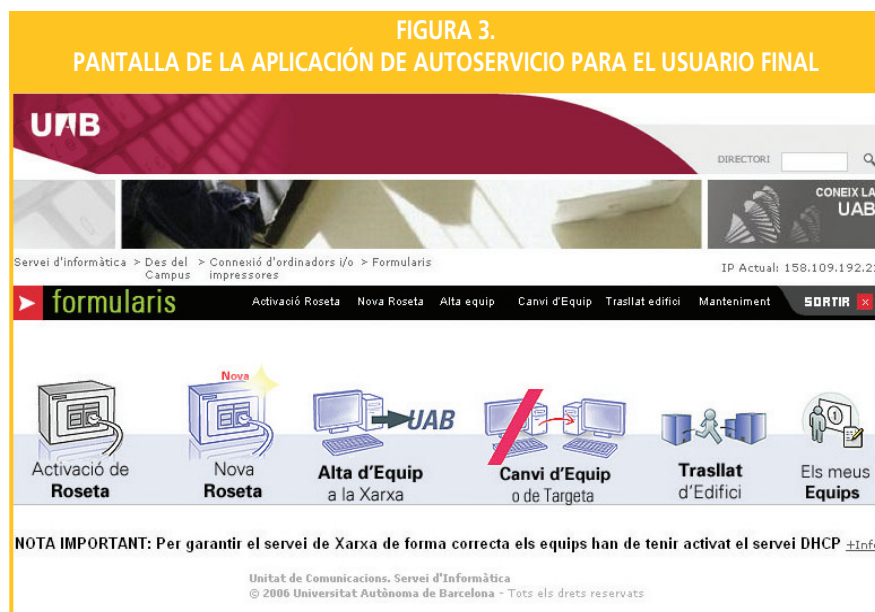 FIGURA 3.
PANTALLA DE LA APLICACIÓN DE AUTOSERVICIO PARA EL USUARIO FINAL
UAB
DIRECTORI
CONEIX LA
UAB
Servei d'informàtica > Des del Campus > Connexió d'ordinadors i/o impressores > Formularis
IP Actual: 158.109.192.2
formularis
Activació Roseta Nova Roseta Alta equip Canvi d'Equip Trasllat edifici Manteniment SORTIR
Nova
UAB
Activació de
Roseta
Nova
Roseta
Alta d'Equip
a la Xarxa
Canvi d'Equip
o de Targeta
Trasllat
d'Edifici
Els meus
Equips
NOTA IMPORTANT: Per garantir el servei de Xarxa de forma correcta els equips han de tenir activat el servei DHCP +Info
Unitat de Comunicacions. Servei d'Informàtica
© 2006 Universitat Autònoma de Barcelona - Tots els drets reservats